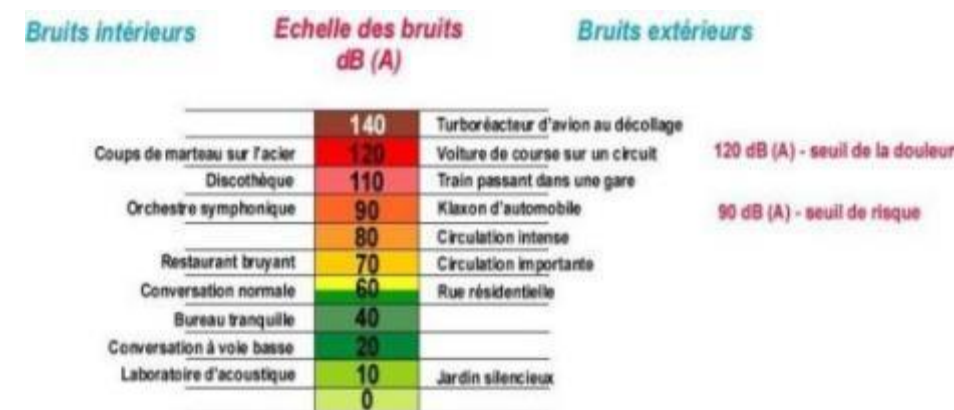 Bruits intérieurs Echelle des bruits Bruits extérieurs
dB (A)
140 Turboréacteur d'avion au décollage
Coups de marteau sur l'acier 120 Voiture de course sur un circuit 120 dB (A) - seuil de la douleur
Discothèque 110 Train passant dans une gare
Orchestre symphonique 90 Klaxon d'automobile 90 dB (A) - seuil de risque
80 Circulation intense
Restaurant bruyant 70 Circulation importante
Conversation normale 60 Rue résidentielle
Bureau tranquille 40
Conversation à voie basse 20
Laboratoire d'acoustique 10 Jardin silencieux
0